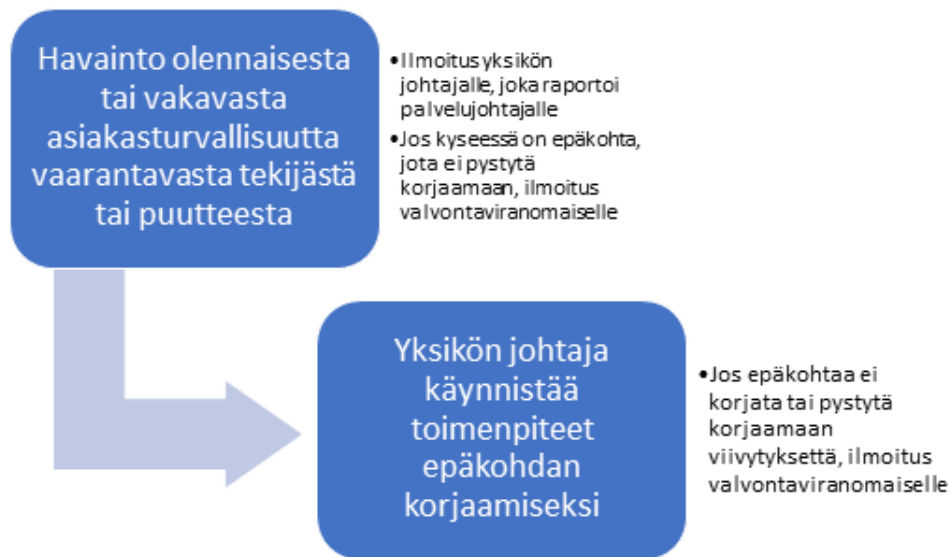 Havainto olennaisesta
tai vakavasta
asiakasturvallisuutta
vaarantavasta tekijästä
tai puutteesta
•Ilmoitus yksikön
johtajalle, joka raportoi
palvelujohtajalle
•Jos kyseessä on epäkohta,
jota ei pystytä
korjaamaan, ilmoitus
valvontaviranomaiselle
Yksikön johtaja
käynnistää
toimenpiteet
epäkohdan
korjaamiseksi
•Jos epäkohtaa ei
korjata tai pystytä
korjaamaan
viivytyksettä, ilmoitus
valvontaviranomaiselle